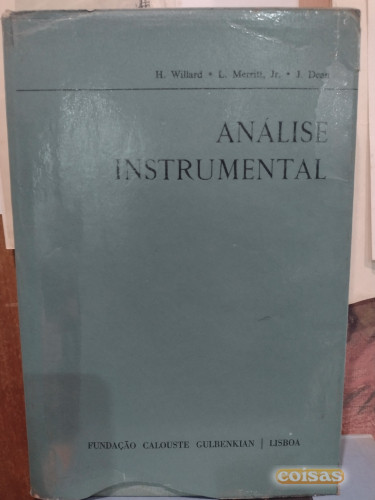 H. Willard • L. Merritt, Jr. • J. Dean
ANÁLISE
INSTRUMENTAL
FUNDAÇÃO CALOUSTE GULBENKIAN | LISBOA
coisas